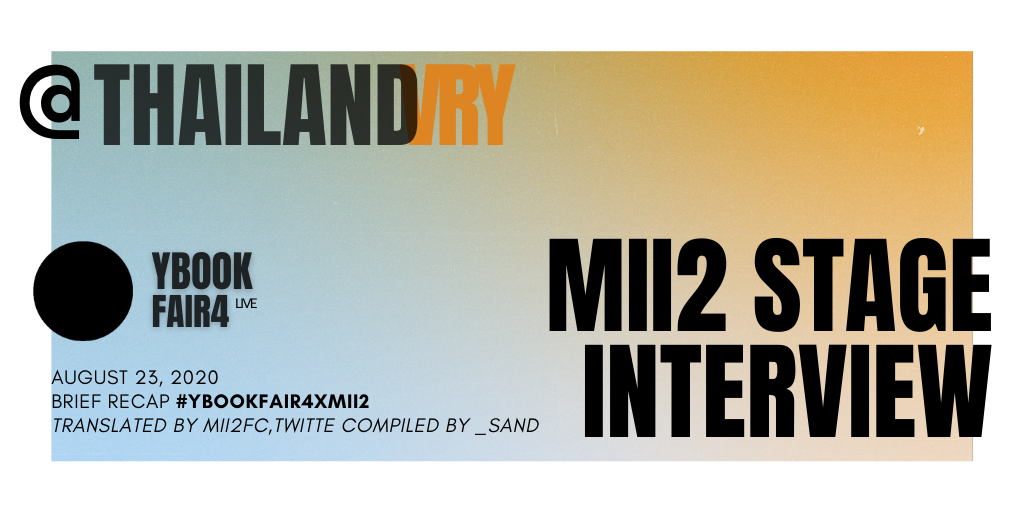 @THAILANDVRY
YBOOK
FAIR4 LIVE
MII2 STAGE
INTERVIEW
AUGUST 23, 2020
BRIEF RECAP #YBOOKFAIR4XMII2
TRANSLATED BY MII2FC,TWITTE COMPILED BY _SAND